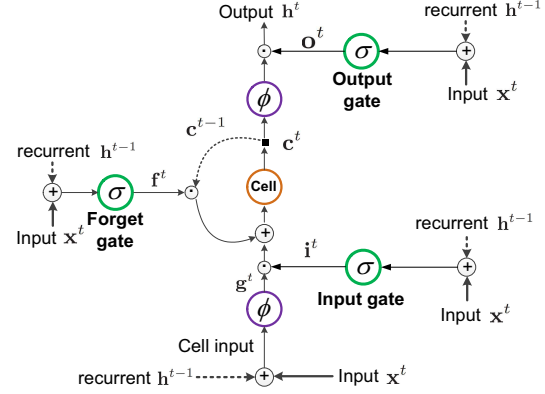 Output h^t
recurrent h^{t-1}
+
σ
o^t
Output gate
Input x^t
ϕ
c^{t-1}
c^t
recurrent h^{t-1}
+
σ
f^t
Forget gate
Input x^t
Cell
+
recurrent h^{t-1}
+
σ
i^t
Input gate
Input x^t
g^t
ϕ
Cell input
recurrent h^{t-1}
+
Input x^t